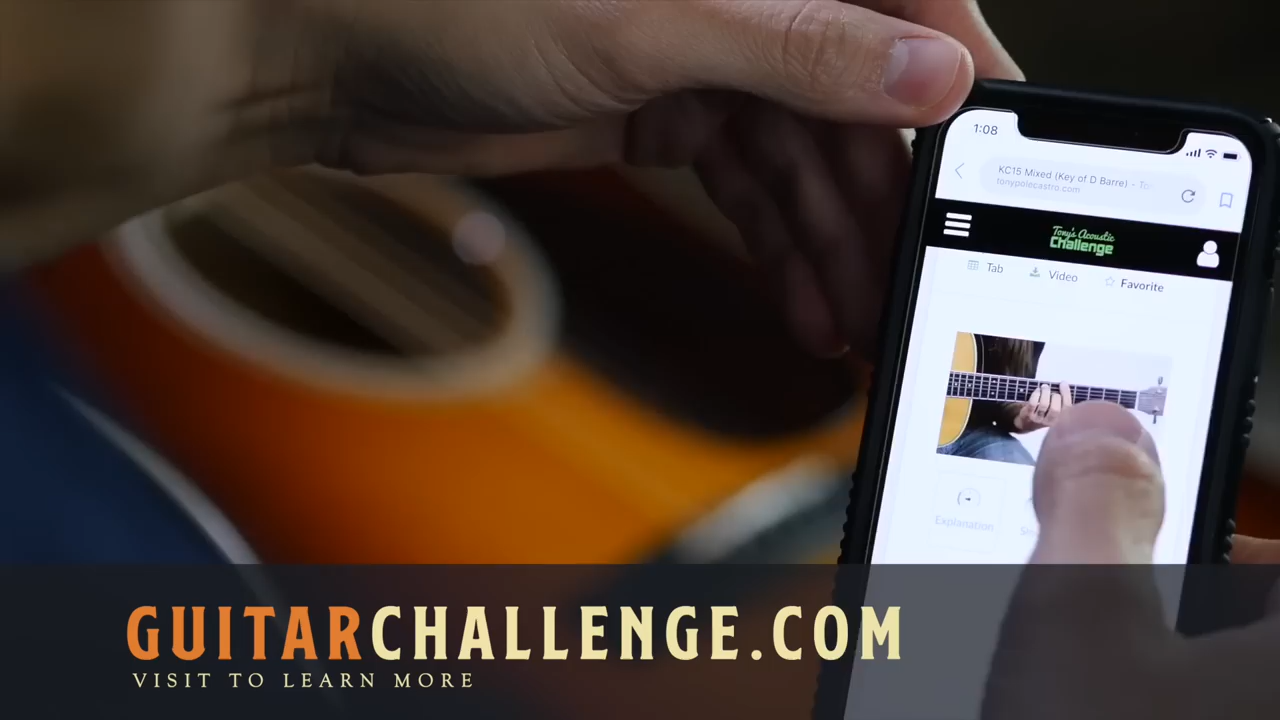 1:08
KC15 Mixed (Key of D Barre) - To
tonypolecastro.com
Tony's Acoustic
Challenge
Tab Video Favorite
Explanation
GUITARCHALLENGE.COM
VISIT TO LEARN MORE